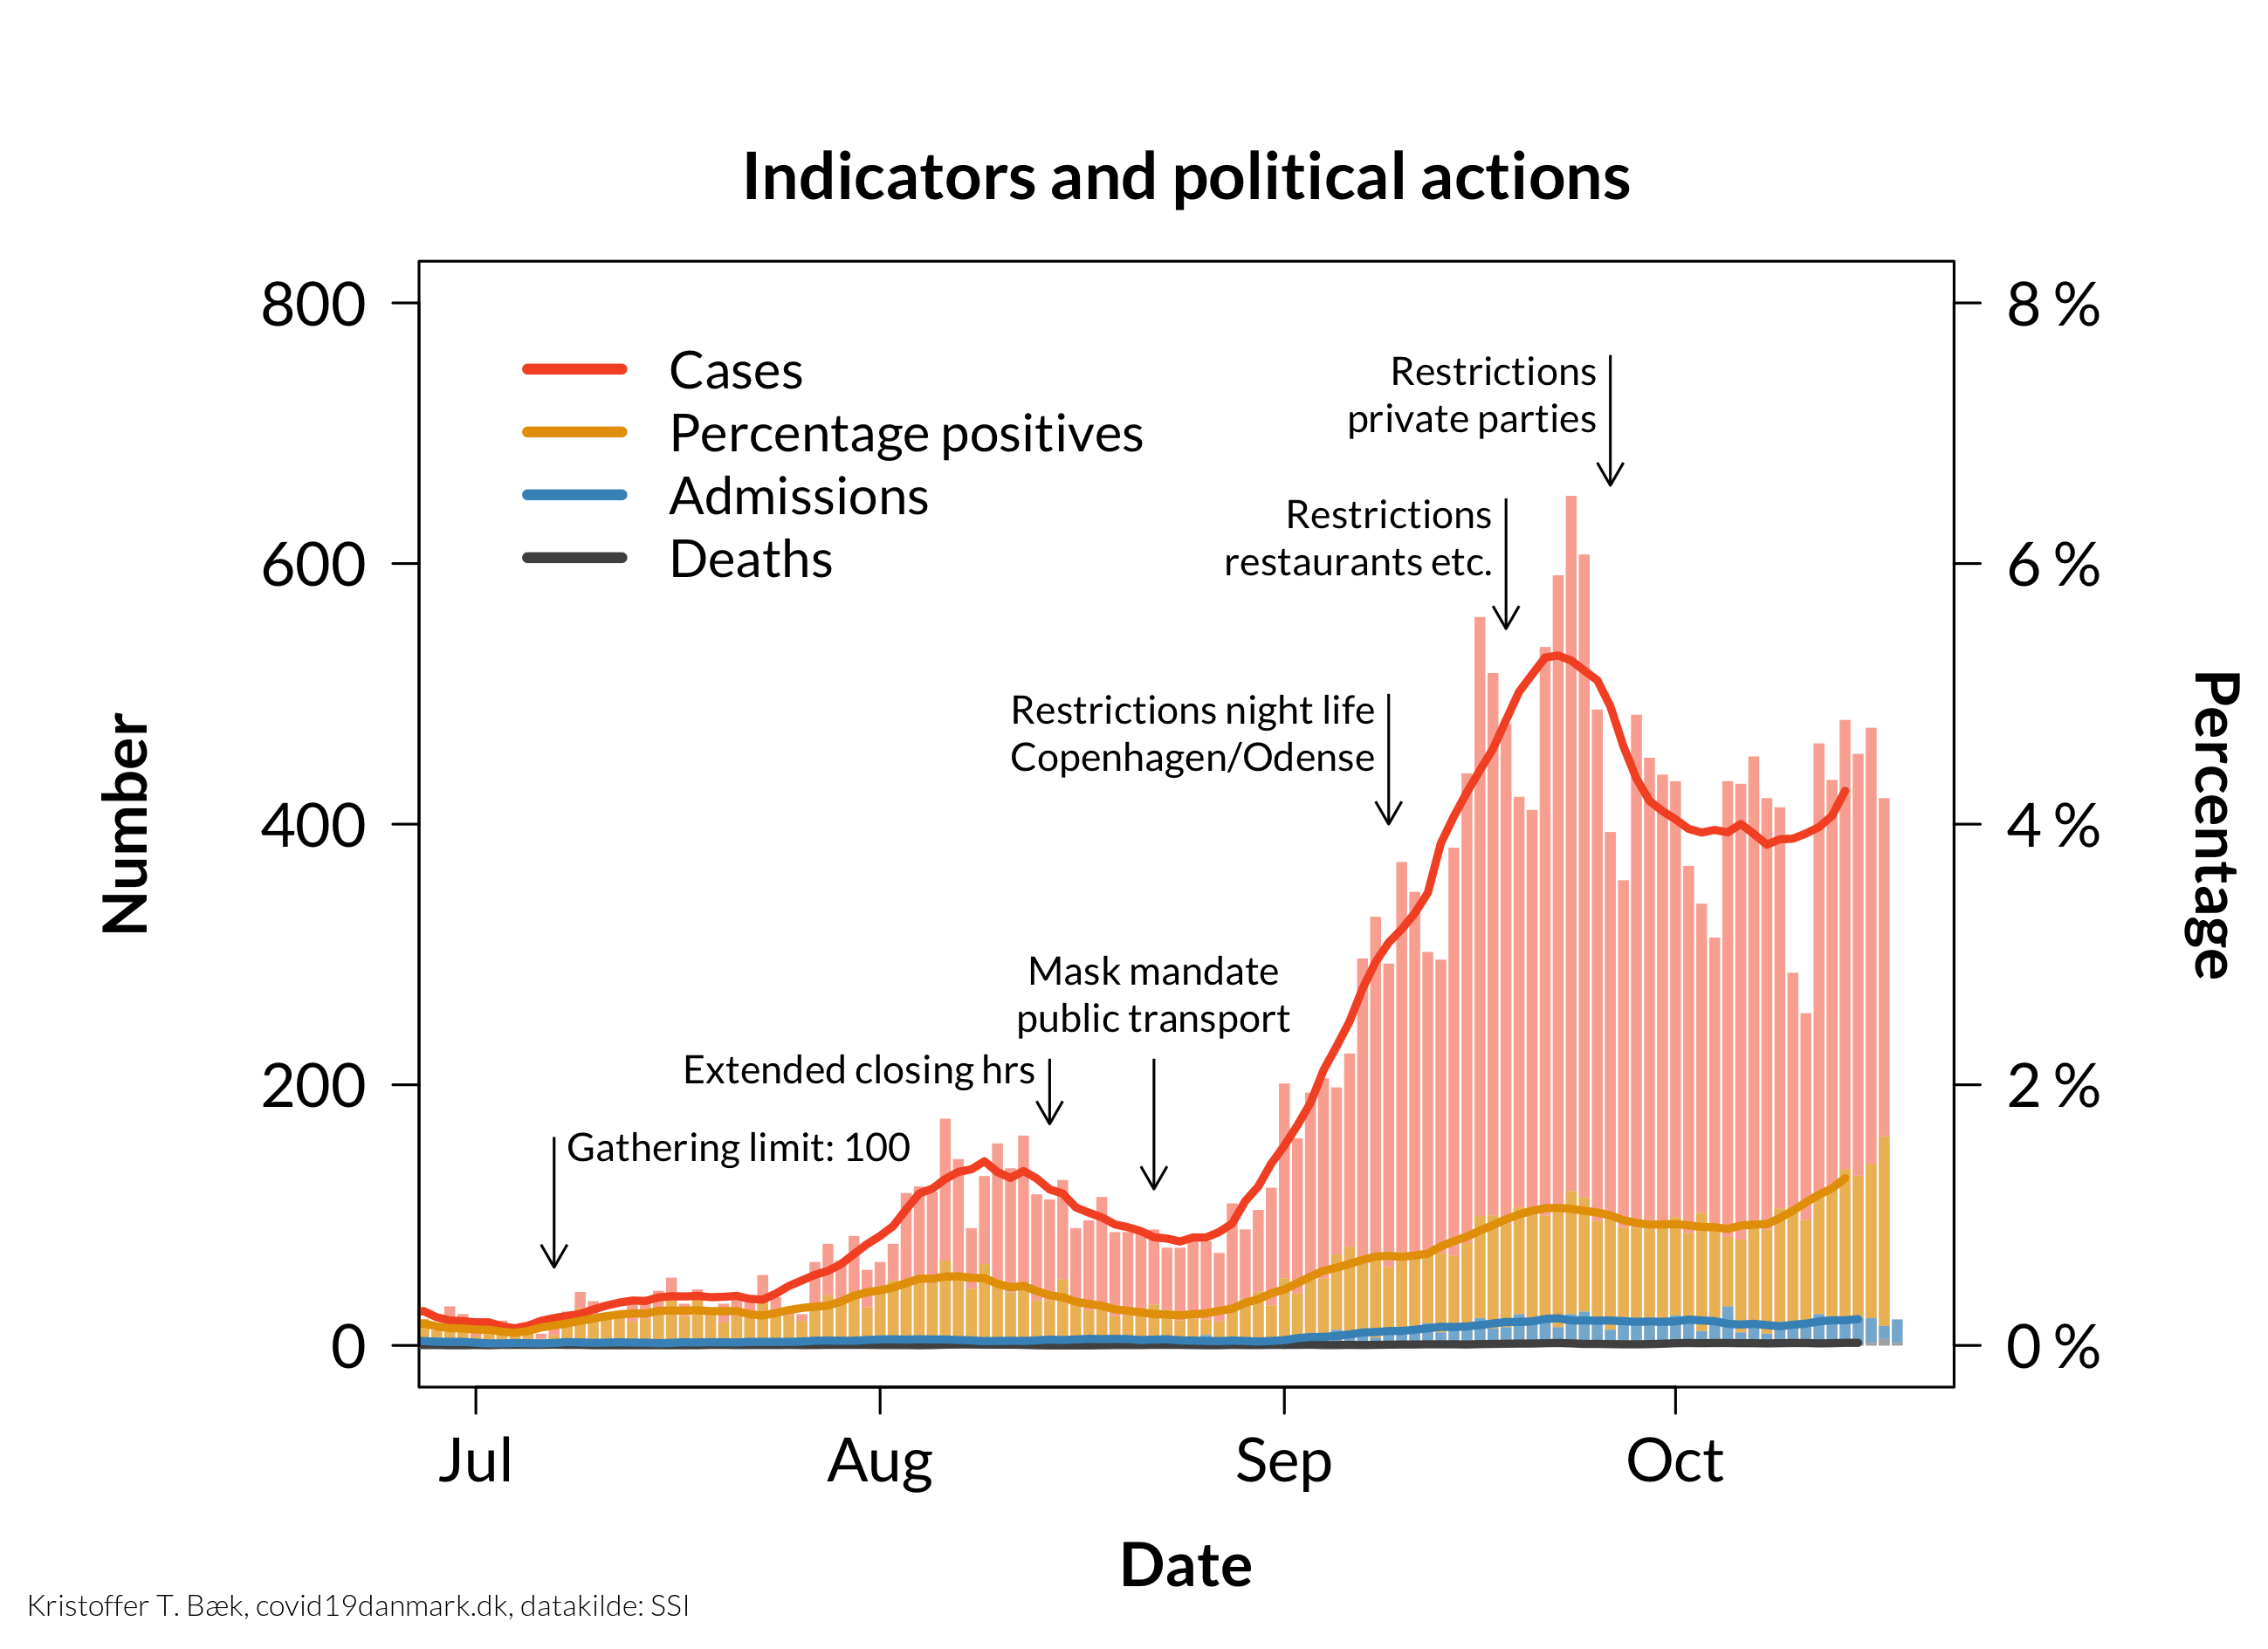 Indicators and political actions
800
600
400
200
0
Number
8 %
6 %
4 %
2 %
0 %
Percentage
Cases
Percentage positives
Admissions
Deaths
Restrictions
private parties
Restrictions
restaurants etc.
Restrictions night life
Copenhagen/Odense
Mask mandate
public transport
Extended closing hrs
Gathering limit: 100
Jul
Aug
Sep
Oct
Date
Kristoffer T. Bæk, covid19danmark.dk, datakilde: SSI